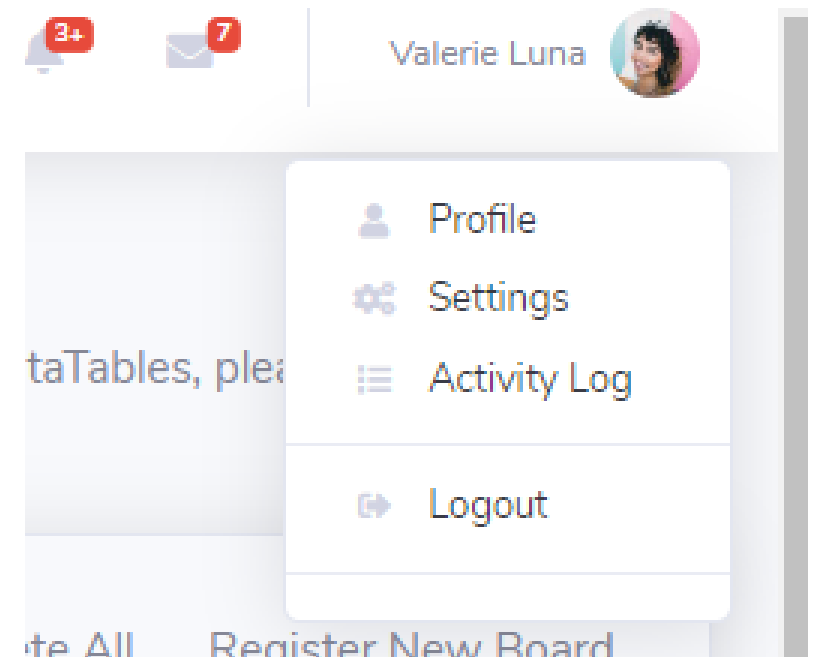 3+ 7 Valerie Luna
Profile
Settings
taTables, plea
Activity Log
Logout
te All Register New Board